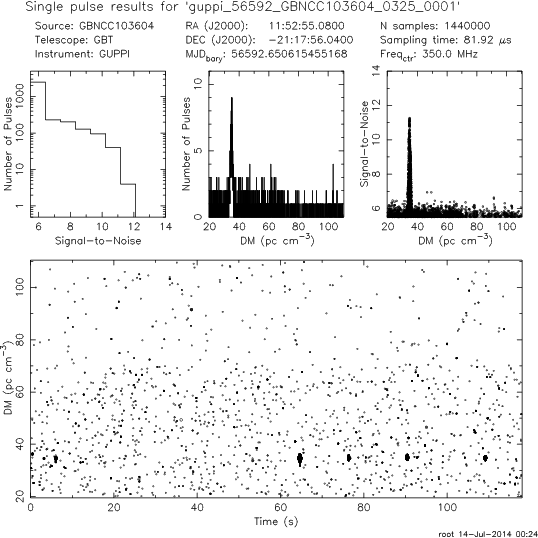 Single pulse results for 'guppi_56592_GBNCC103604_0325_0001'
Source: GBNCC103604 RA (J2000): 11:52:55.0800 N samples: 1440000
Telescope: GBT DEC (J2000): −21:17:56.0400 Sampling time: 81.92 μs
Instrument: GUPPI MJD_bary: 56592.650615455168 Freq_ctr: 350.0 MHz
Number of Pulses
1 10 100 1000
6 8 10 12 14
Signal-to-Noise
Number of Pulses
0 5 10
20 40 60 80 100
DM (pc cm⁻³)
Signal-to-Noise
6 8 10 12 14
20 40 60 80 100
DM (pc cm⁻³)
DM (pc cm⁻³)
20 40 60 80 100
0 20 40 60 80 100
Time (s)
root 14-Jul-2014 00:24